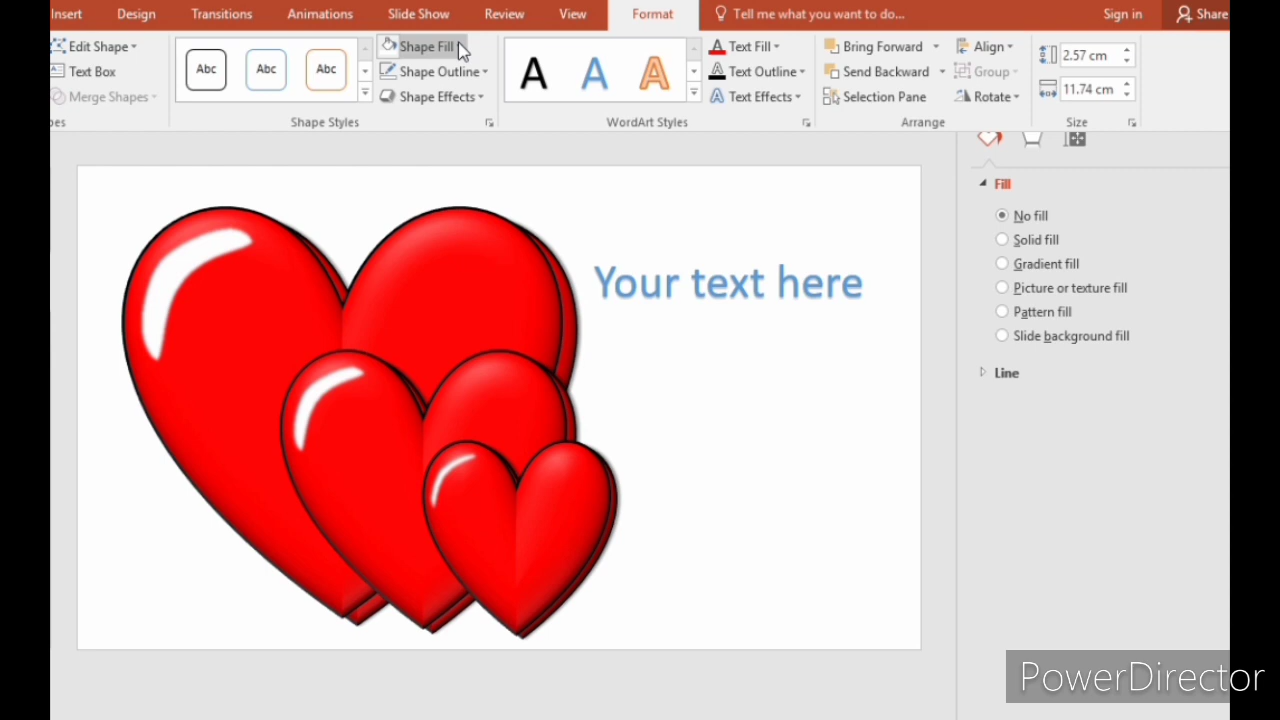 Insert Design Transitions Animations Slide Show Review View Format Tell me what you want to do... Sign in Share
Edit Shape Abc Abc Abc Shape Fill A A A Text Fill Bring Forward Align 2.57 cm
Text Box Shape Outline Text Outline Send Backward Group
Merge Shapes Shape Effects Text Effects Selection Pane Rotate 11.74 cm
pes Shape Styles WordArt Styles Arrange Size
Fill
No fill
Solid fill
Gradient fill
Picture or texture fill
Pattern fill
Slide background fill
Line
Your text here
PowerDirector